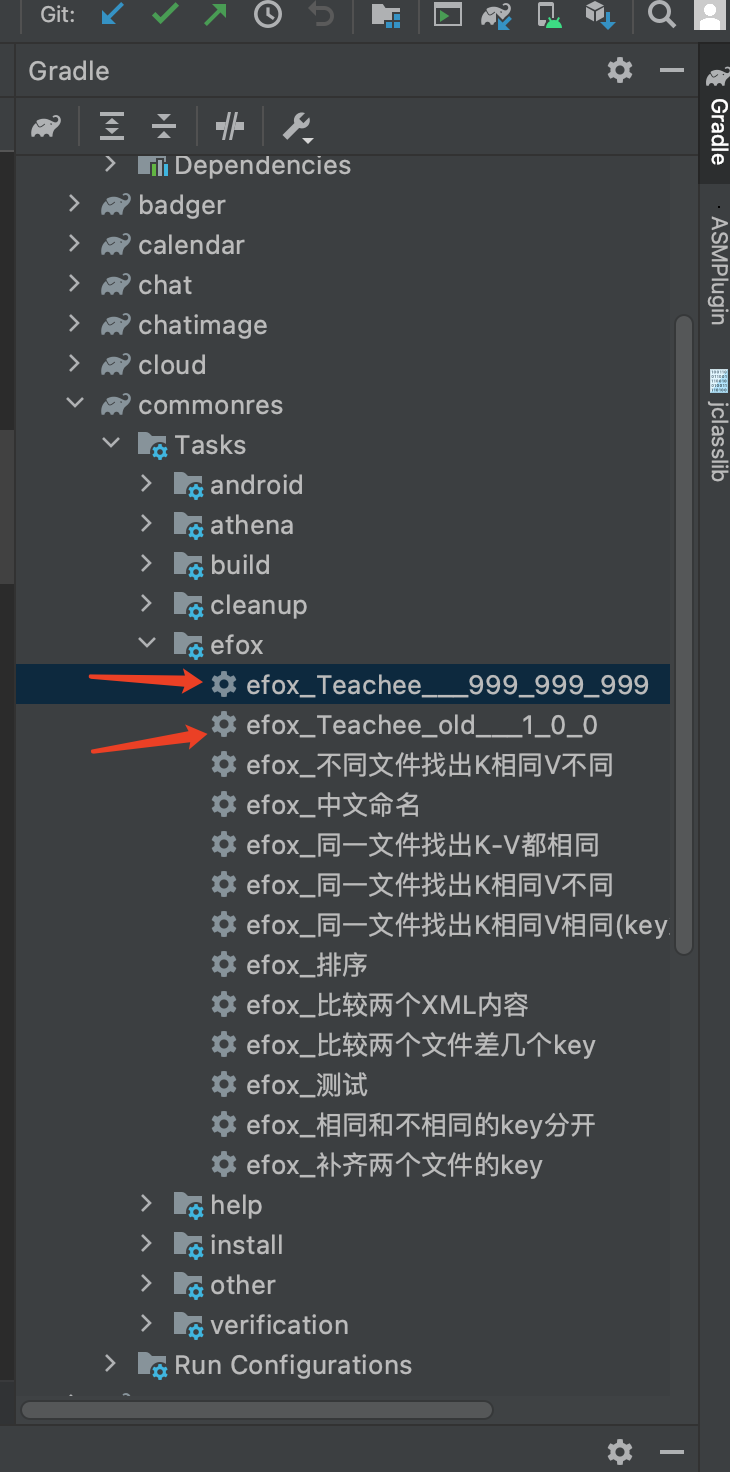 Git:
Gradle
Dependencies
badger
calendar
chat
chatimage
cloud
commonres
Tasks
android
athena
build
cleanup
efox
efox_Teachee___999_999_999
efox_Teachee_old___1_0_0
efox_不同文件找出K相同V不同
efox_中文命名
efox_同一文件找出K-V都相同
efox_同一文件找出K相同V不同
efox_同一文件找出K相同V相同(key
efox_排序
efox_比较两个XML内容
efox_比较两个文件差几个key
efox_测试
efox_相同和不相同的key分开
efox_补齐两个文件的key
help
install
other
verification
Run Configurations
Gradle
ASMPlugin
jclasslib